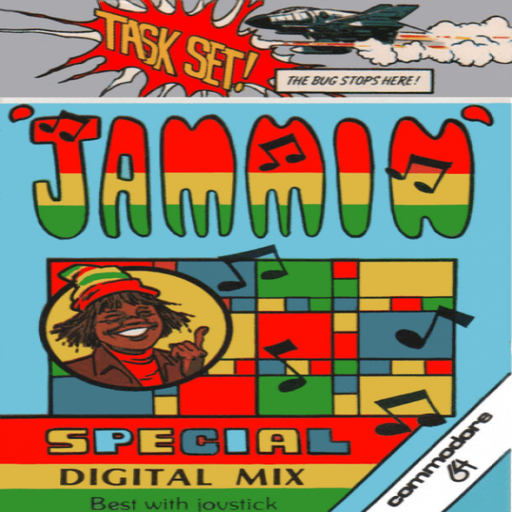 TASK SET!
THE BUG STOPS HERE!
'JAMMIN'
SPECIAL
DIGITAL MIX
Best with joystick
commodore
64